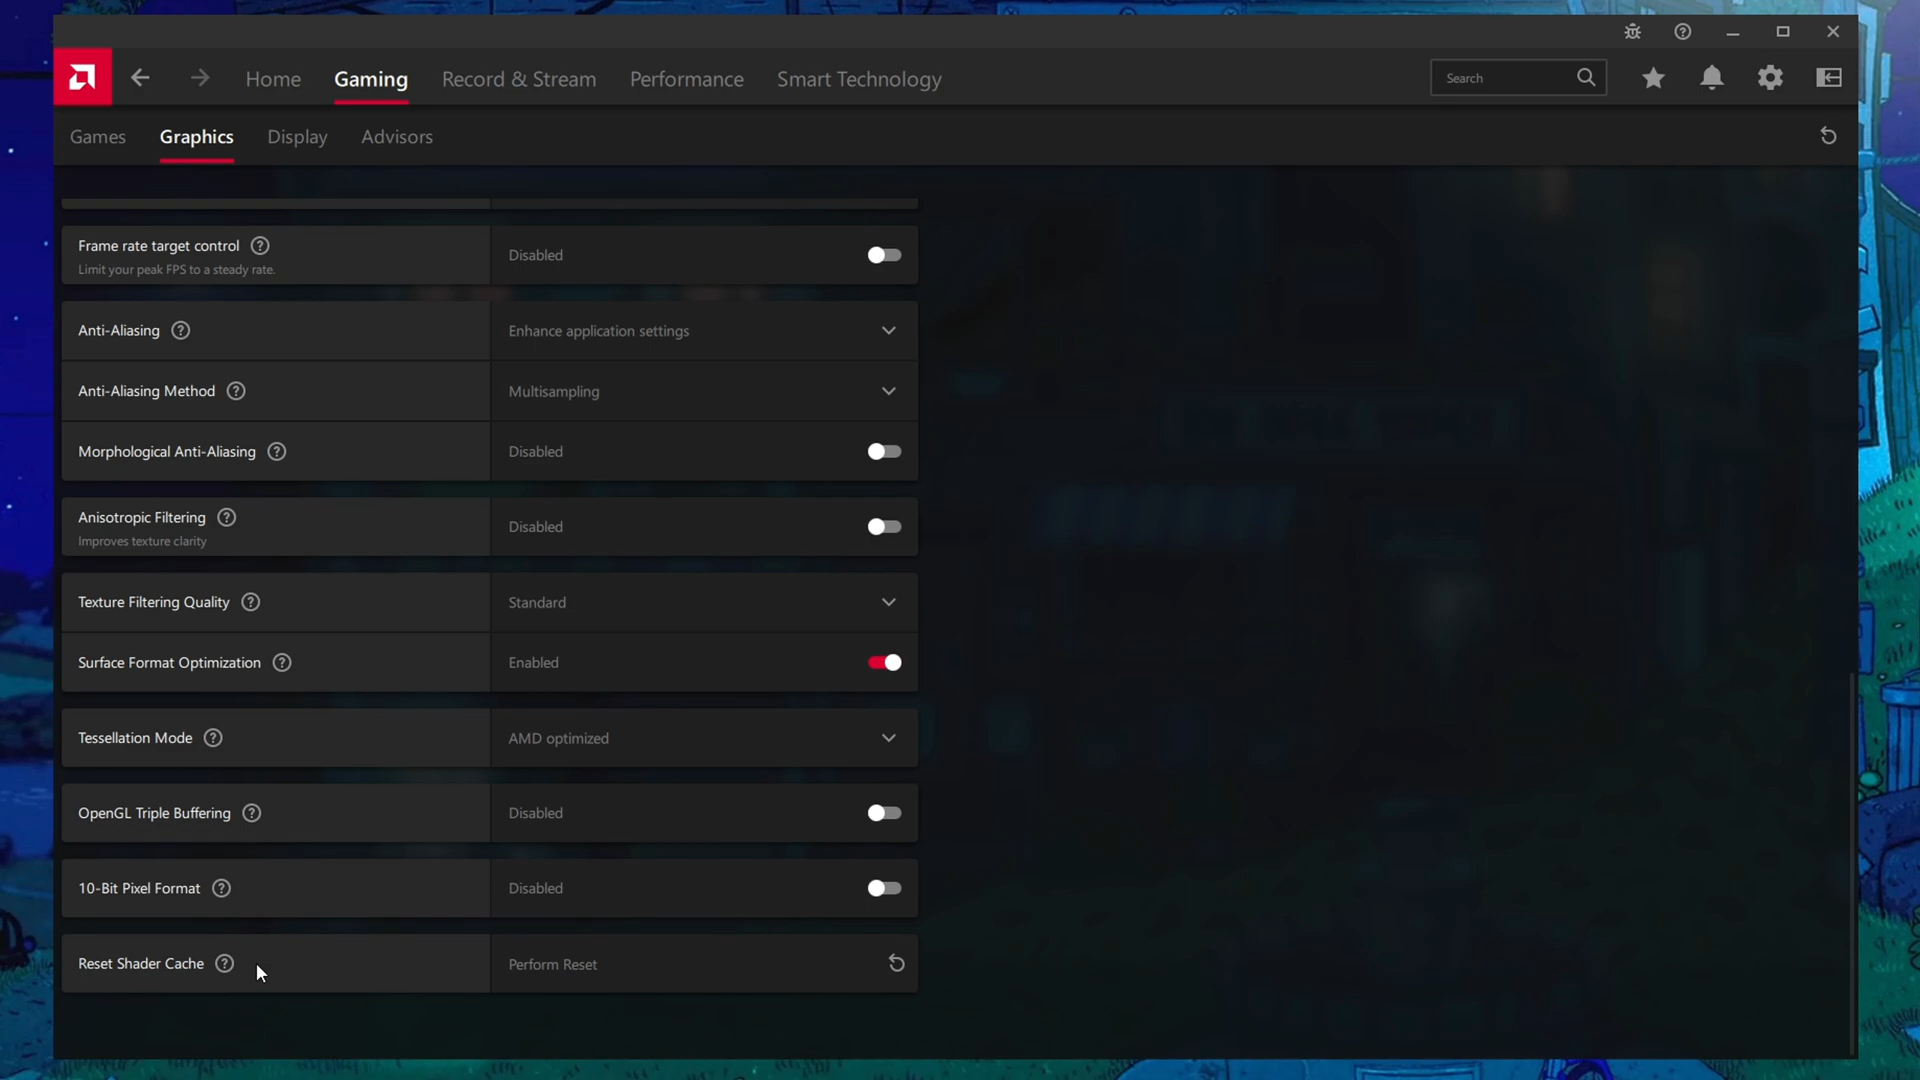 Home
Gaming
Record & Stream
Performance
Smart Technology
Search
Games
Graphics
Display
Advisors
Frame rate target control
Disabled
Limit your peak FPS to a steady rate.
Anti-Aliasing
Enhance application settings
Anti-Aliasing Method
Multisampling
Morphological Anti-Aliasing
Disabled
Anisotropic Filtering
Disabled
Improves texture clarity
Texture Filtering Quality
Standard
Surface Format Optimization
Enabled
Tessellation Mode
AMD optimized
OpenGL Triple Buffering
Disabled
10-Bit Pixel Format
Disabled
Reset Shader Cache
Perform Reset